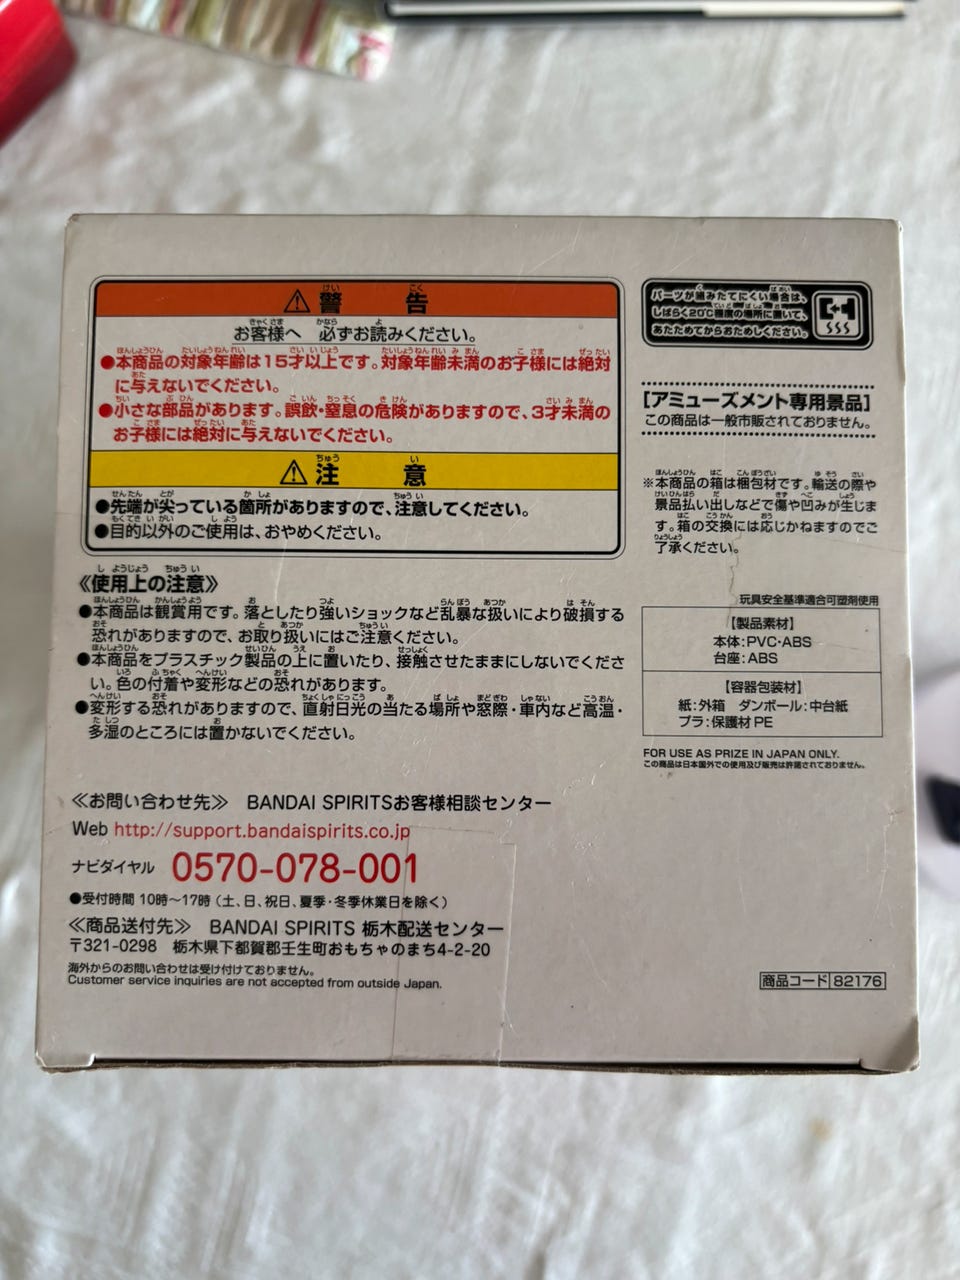 ⚠警告
お客様へ 必ずお読みください。
●本商品の対象年齢は15才以上です。対象年齢未満のお子様には絶対
に与えないでください。
●小さな部品があります。誤飲・窒息の危険がありますので、3才未満の
お子様には絶対に与えないでください。
⚠注意
●先端が尖っている箇所がありますので、注意してください。
●目的以外のご使用は、おやめください。
《使用上の注意》
●本商品は観賞用です。落としたり強いショックなど乱暴な扱いにより破損する
恐れがありますので、お取り扱いにはご注意ください。
●本商品をプラスチック製品の上に置いたり、接触させたままにしないでくださ
い。色の付着や変形などの恐れがあります。
●変形する恐れがありますので、直射日光の当たる場所や窓際・車内など高温・
多湿のところには置かないでください。
≪お問い合わせ先≫ BANDAI SPIRITSお客様相談センター
Web http://support.bandaispirits.co.jp
ナビダイヤル 0570-078-001
●受付時間 10時〜17時（土、日、祝日、夏季・冬季休業日を除く）
≪商品送付先≫ BANDAI SPIRITS 栃木配送センター
〒321-0298 栃木県下都賀郡壬生町おもちゃのまち4-2-20
海外からのお問い合わせは受け付けておりません。
Customer service inquiries are not accepted from outside Japan.
パーツが組みたてにくい場合は、
しばらく20℃程度の場所に置いて、
あたためてからおためしください。
［アミューズメント専用景品］
この商品は一般市販されておりません。
※本商品の箱は梱包材です。輸送の際や
景品払い出しなどで傷や凹みが生じま
す。箱の交換には応じかねますのでご
了承ください。
玩具安全基準適合可塑剤使用
【製品素材】
本体:PVC・ABS
台座:ABS
【容器包装材】
紙:外箱 ダンボール:中台紙
プラ:保護材PE
FOR USE AS PRIZE IN JAPAN ONLY.
この商品は日本国外での使用及び販売は許諾されておりません。
商品コード 82176